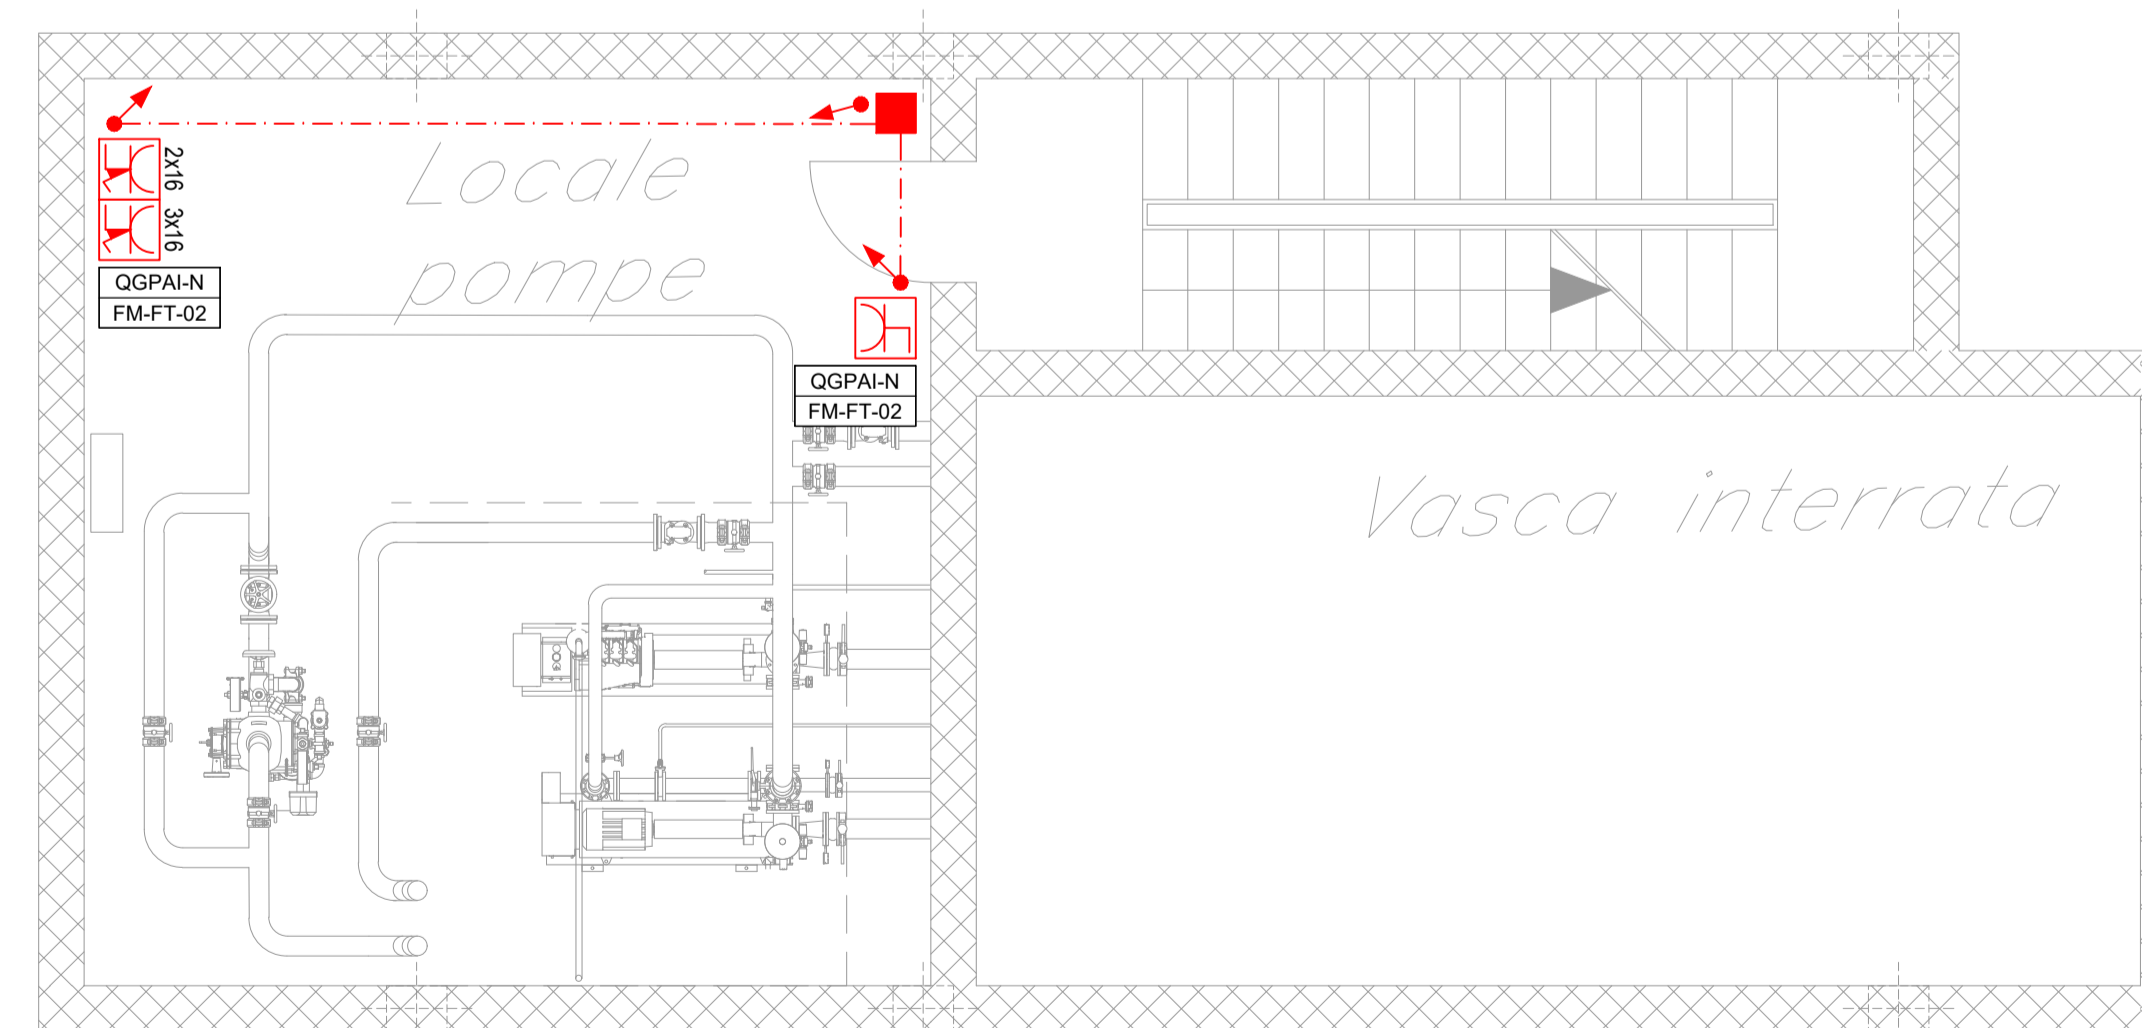 2x16
3x16
QGPAI-N
FM-FT-02
Locale
pompe
QGPAI-N
FM-FT-02
Vasca interrata